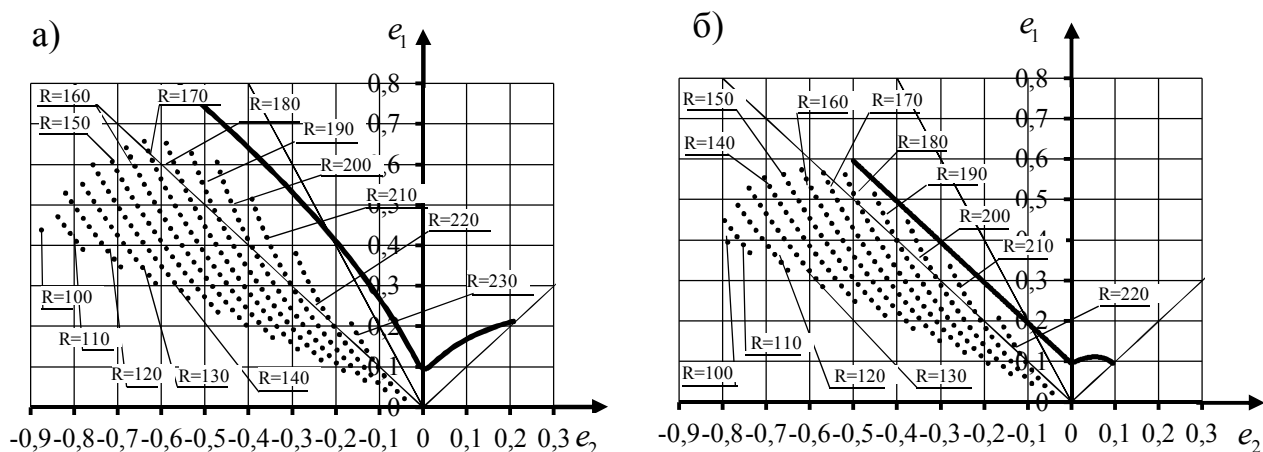 а)
e₁
R=160
R=170
R=180
R=150
R=190
R=200
R=210
R=220
R=230
R=100
R=110
R=120
R=130
R=140
0,8
0,7
0,6
0,5
0,4
0,3
0,2
0,1
0
-0,9 -0,8 -0,7 -0,6 -0,5 -0,4 -0,3 -0,2 -0,1 0 0,1 0,2 0,3
e₂
б)
e₁
R=150
R=160
R=170
R=140
R=180
R=190
R=200
R=210
R=220
R=110
R=100
R=120
R=130
0,8
0,7
0,6
0,5
0,4
0,3
0,2
0,1
0
-0,9 -0,8 -0,7 -0,6 -0,5 -0,4 -0,3 -0,2 -0,1 0 0,1 0,2 0,3
e₂